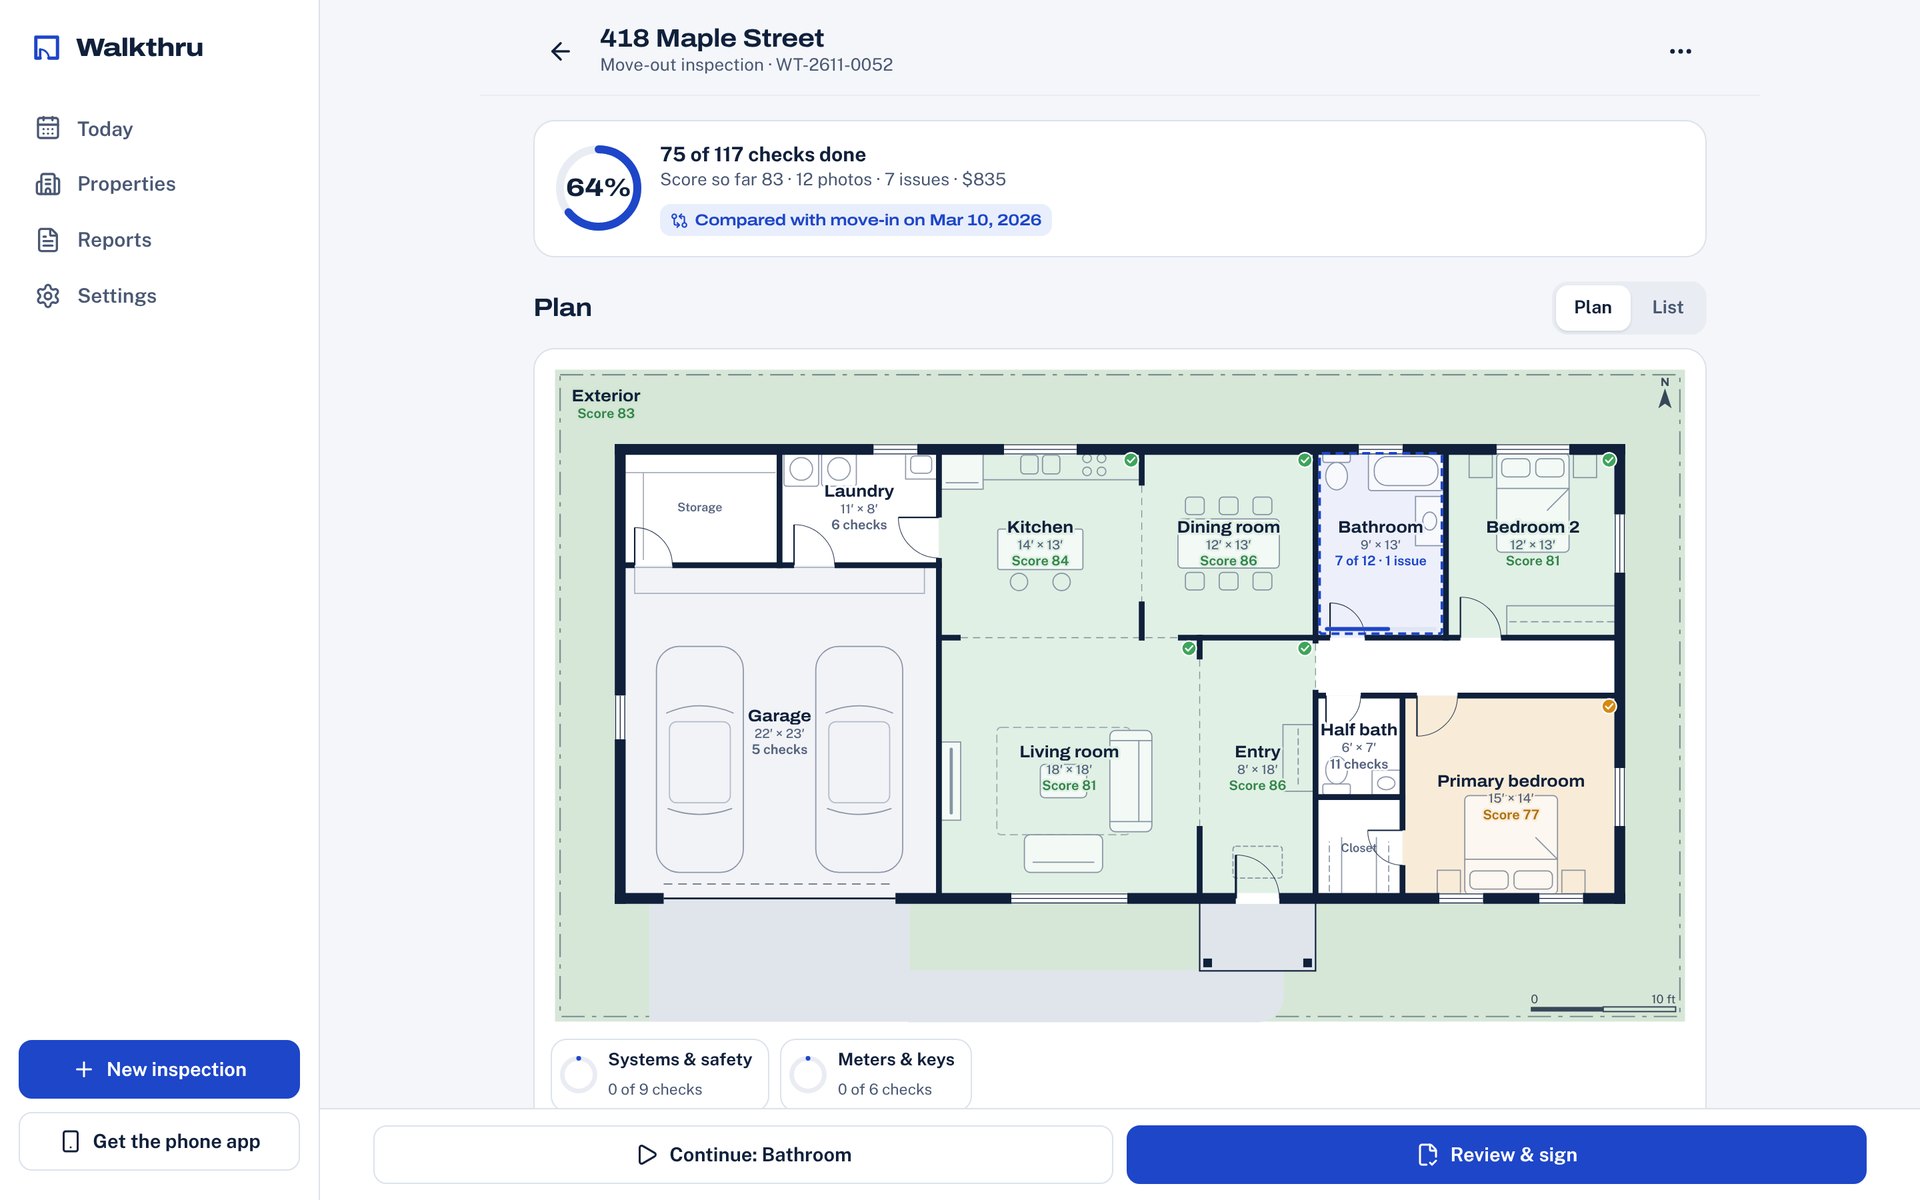 Walkthru
Today
Properties
Reports
Settings
New inspection
Get the phone app
418 Maple Street
Move-out inspection · WT-2611-0052
64%
75 of 117 checks done
Score so far 83 · 12 photos · 7 issues · $835
Compared with move-in on Mar 10, 2026
Plan
Plan
List
Exterior
Score 83
N
Storage
Laundry
11′ × 8′
6 checks
Kitchen
14′ × 13′
Score 84
Dining room
12′ × 13′
Score 86
Bathroom
9′ × 13′
7 of 12 · 1 issue
Bedroom 2
12′ × 13′
Score 81
Garage
22′ × 23′
5 checks
Living room
18′ × 18′
Score 81
Entry
8′ × 18′
Score 86
Half bath
6′ × 7′
11 checks
Closet
Primary bedroom
15′ × 14′
Score 77
0
10 ft
Systems & safety
0 of 9 checks
Meters & keys
0 of 6 checks
Continue: Bathroom
Review & sign